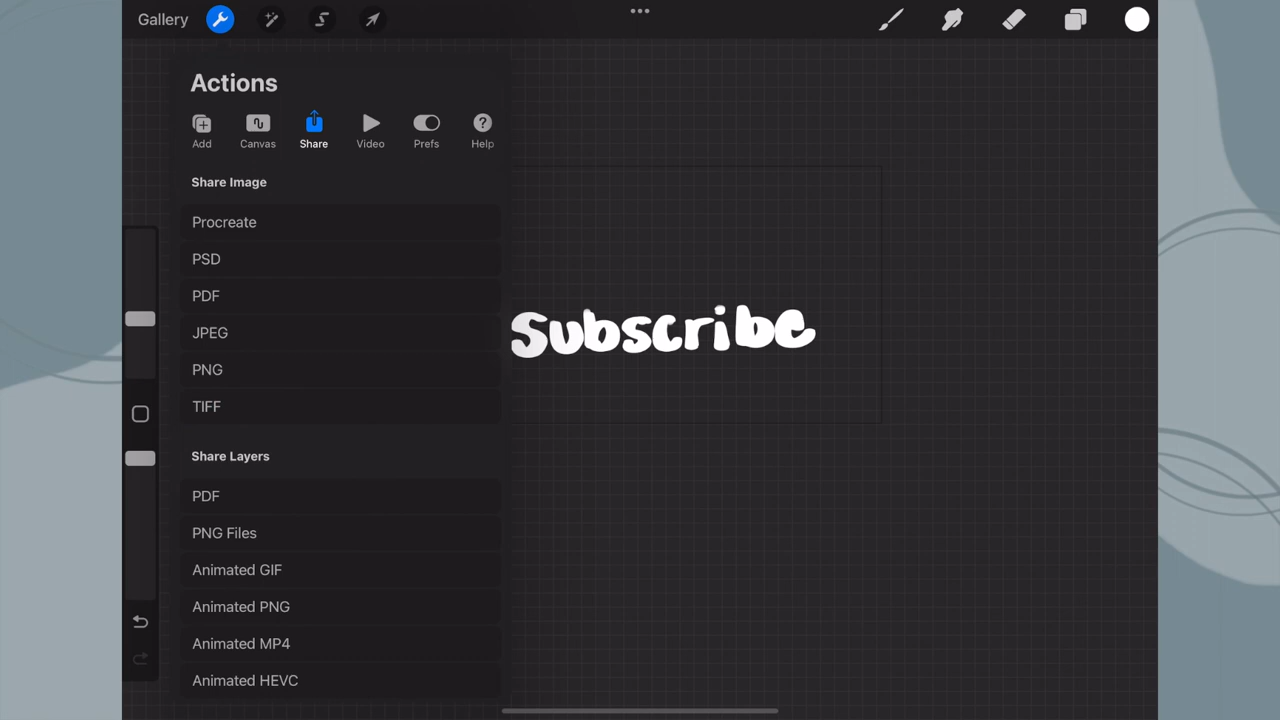 Gallery
Actions
Add Canvas Share Video Prefs Help
Share Image
Procreate
PSD
PDF
JPEG
PNG
TIFF
Subscribe
Share Layers
PDF
PNG Files
Animated GIF
Animated PNG
Animated MP4
Animated HEVC